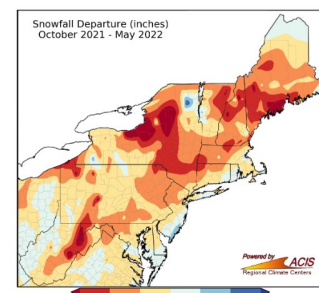 Snowfall Departure (inches)
October 2021 - May 2022
Powered by
ACIS
Regional Climate Centers